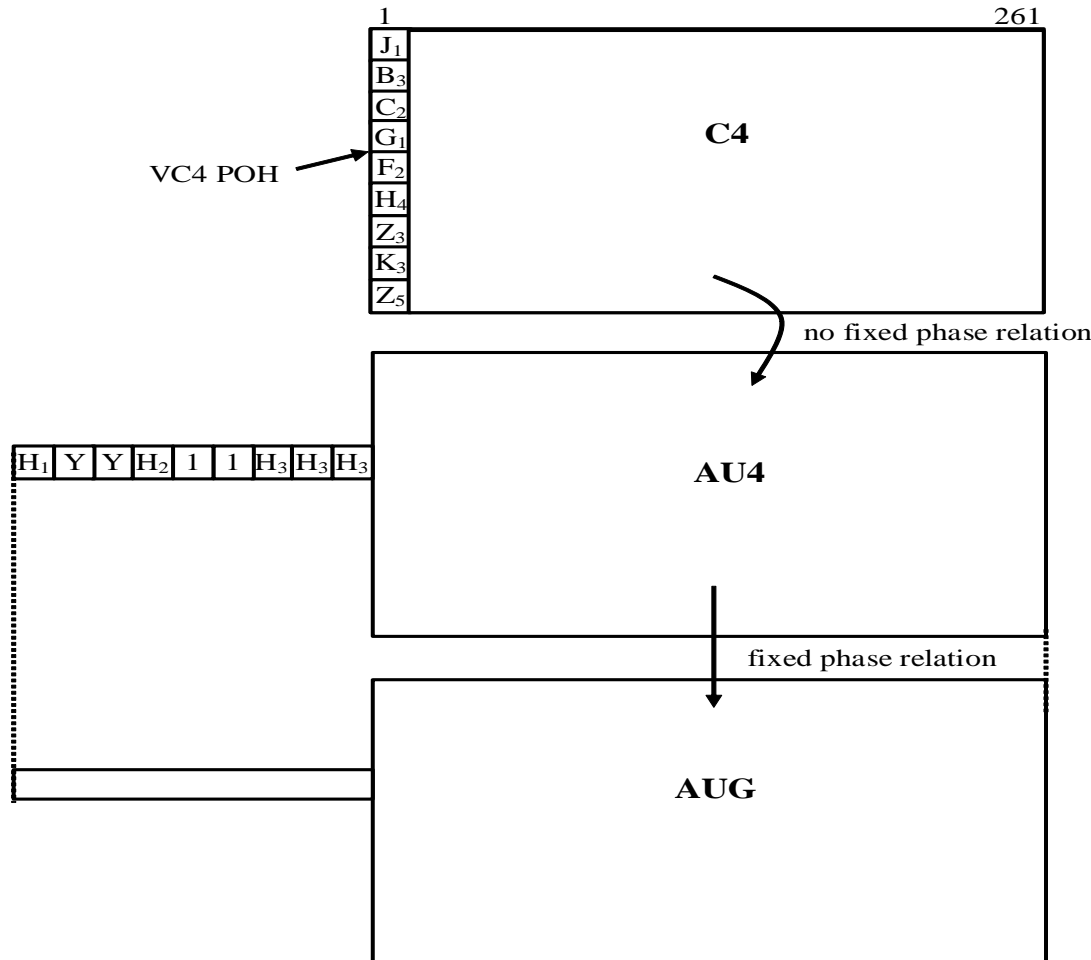 1 261
J₁
B₃
C₂
G₁
F₂
H₄
Z₃
K₃
Z₅
C4
VC4 POH
no fixed phase relation
H₁ Y Y H₂ 1 1 H₃ H₃ H₃
AU4
fixed phase relation
AUG